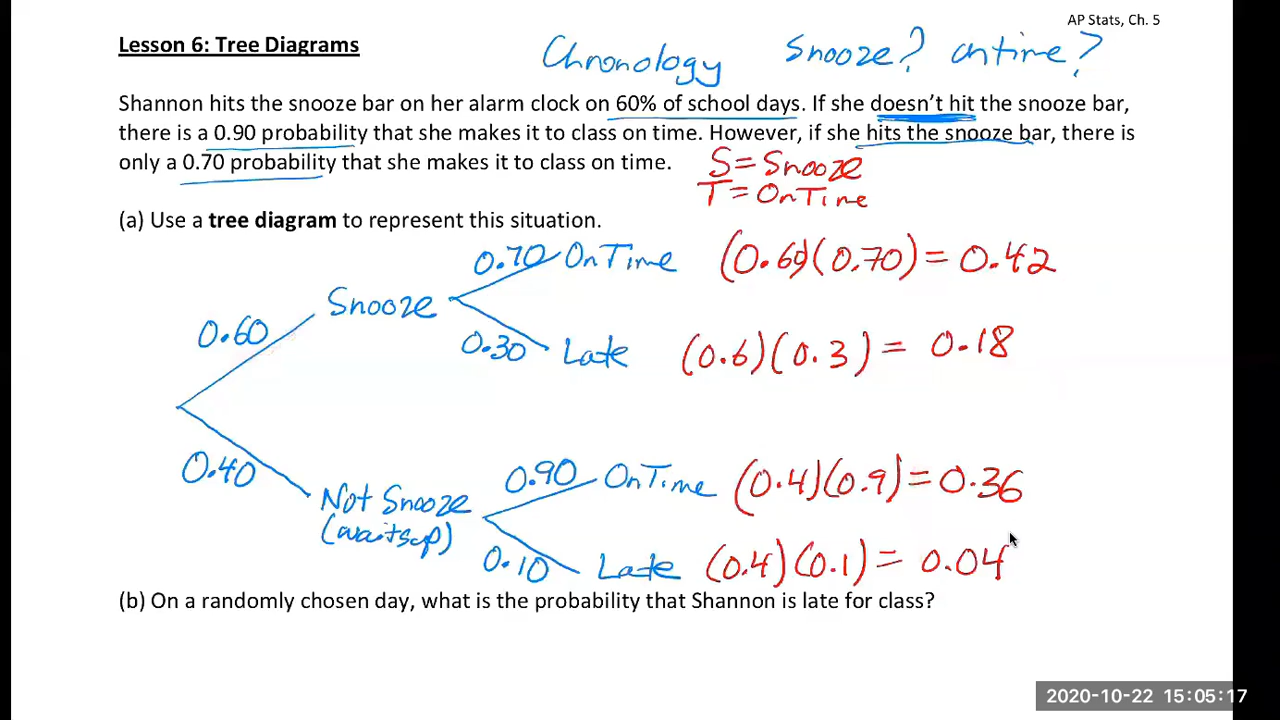 AP Stats, Ch. 5
Lesson 6: Tree Diagrams
Chronology Snooze? ontime?
Shannon hits the snooze bar on her alarm clock on 60% of school days. If she doesn't hit the snooze bar,
there is a 0.90 probability that she makes it to class on time. However, if she hits the snooze bar, there is
only a 0.70 probability that she makes it to class on time.
S = Snooze
T = OnTime
(a) Use a tree diagram to represent this situation.
0.70 OnTime (0.60)(0.70) = 0.42
0.60 Snooze
0.30 Late (0.6)(0.3) = 0.18
0.40
0.90 OnTime (0.4)(0.9) = 0.36
Not Snooze
0.10 Late (0.4)(0.1) = 0.04
(b) On a randomly chosen day, what is the probability that Shannon is late for class?
2020-10-22 15:05:17